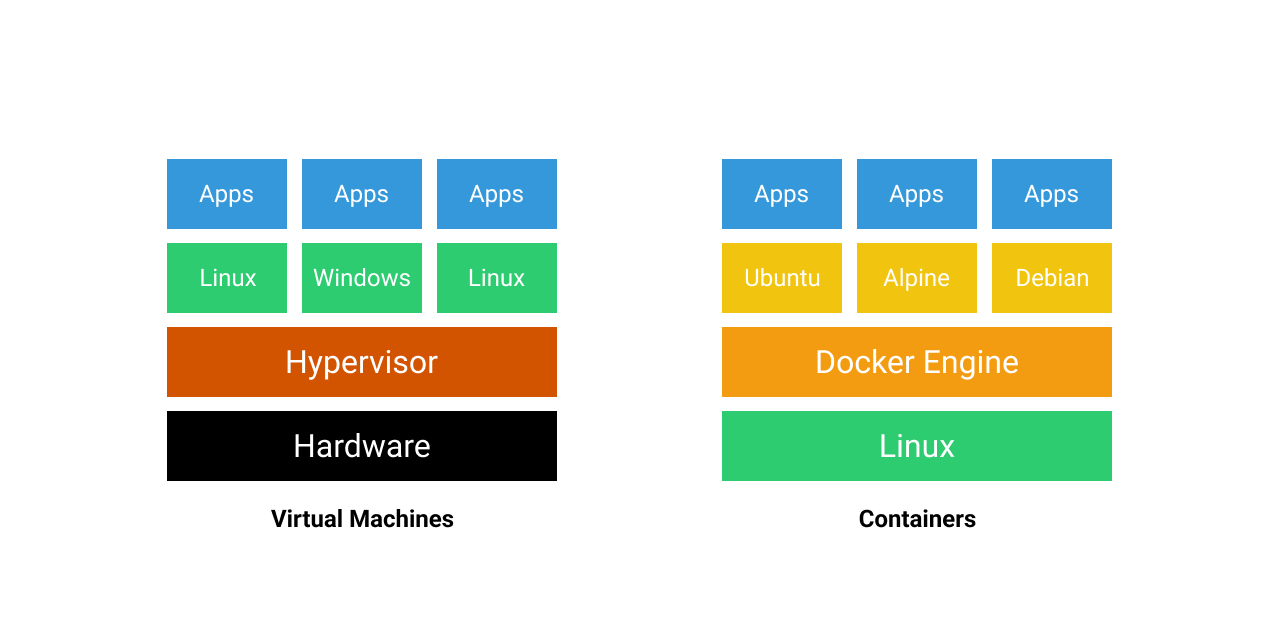 Apps Apps Apps
Linux Windows Linux
Hypervisor
Hardware
Virtual Machines
Apps Apps Apps
Ubuntu Alpine Debian
Docker Engine
Linux
Containers